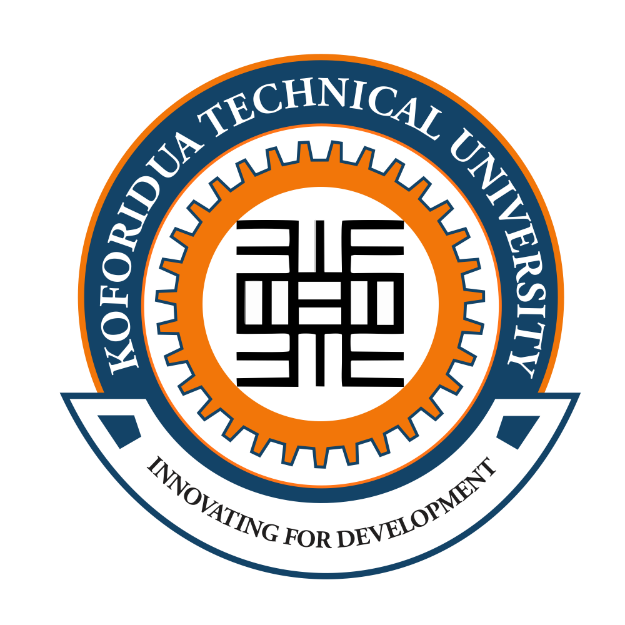 KOFORIDUA TECHNICAL UNIVERSITY
INNOVATING FOR DEVELOPMENT